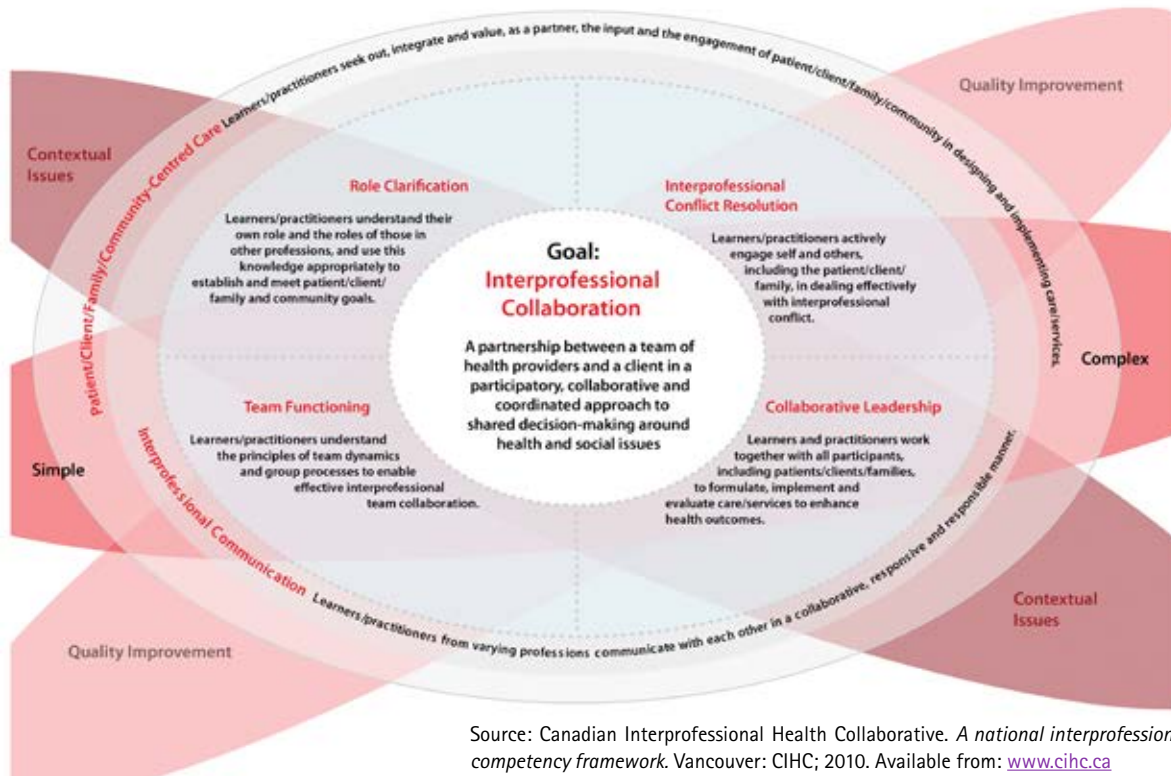 Patient/Client/Family/Community-Centred Care Learners/practitioners seek out, integrate and value, as a partner, the input and the engagement of patient/client/family/community in designing and implementing care/services.
Quality Improvement
Contextual
Issues
Role Clarification
Learners/practitioners understand their
own role and the roles of those in
other professions, and use this
knowledge appropriately to
establish and meet patient/client/
family and community goals.
Interprofessional
Conflict Resolution
Learners/practitioners actively
engage self and others,
including the patient/client/
family, in dealing effectively
with interprofessional
conflict.
Goal:
Interprofessional
Collaboration
A partnership between a team of
health providers and a client in a
participatory, collaborative and
coordinated approach to
shared decision-making around
health and social issues
Simple
Complex
Team Functioning
Learners/practitioners understand
the principles of team dynamics
and group processes to enable
effective interprofessional
team collaboration.
Collaborative Leadership
Learners and practitioners work
together with all participants,
including patients/clients/families,
to formulate, implement and
evaluate care/services to enhance
health outcomes.
Interprofessional Communication Learners/practitioners from varying professions communicate with each other in a collaborative, responsive and responsible manner.
Quality Improvement
Contextual
Issues
Source: Canadian Interprofessional Health Collaborative. A national interprofession
competency framework. Vancouver: CIHC; 2010. Available from: www.cihc.ca